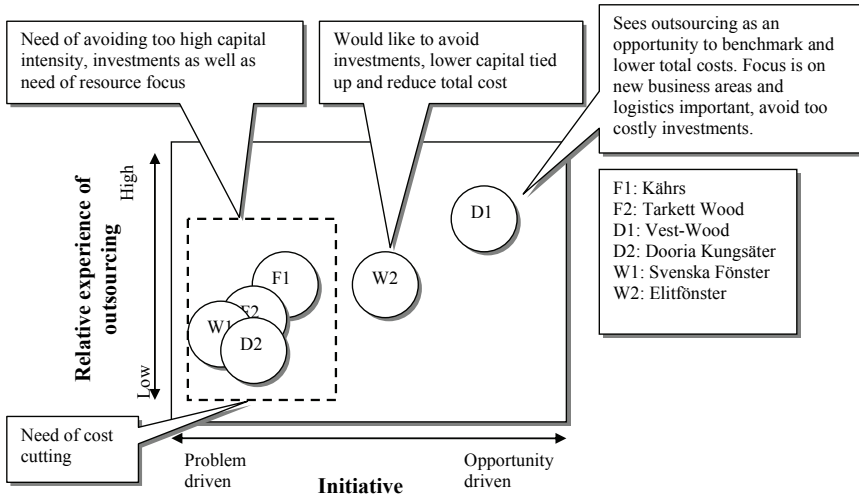 Need of avoiding too high capital
intensity, investments as well as
need of resource focus
Would like to avoid
investments, lower capital tied
up and reduce total cost
Sees outsourcing as an
opportunity to benchmark and
lower total costs. Focus is on
new business areas and
logistics important, avoid too
costly investments.
F1: Kährs
F2: Tarkett Wood
D1: Vest-Wood
D2: Dooria Kungsäter
W1: Svenska Fönster
W2: Elitfönster
Relative experience of
outsourcing
High
Low
D1
F1
W2
F2
W1
D2
Need of cost
cutting
Problem
driven
Initiative
Opportunity
driven